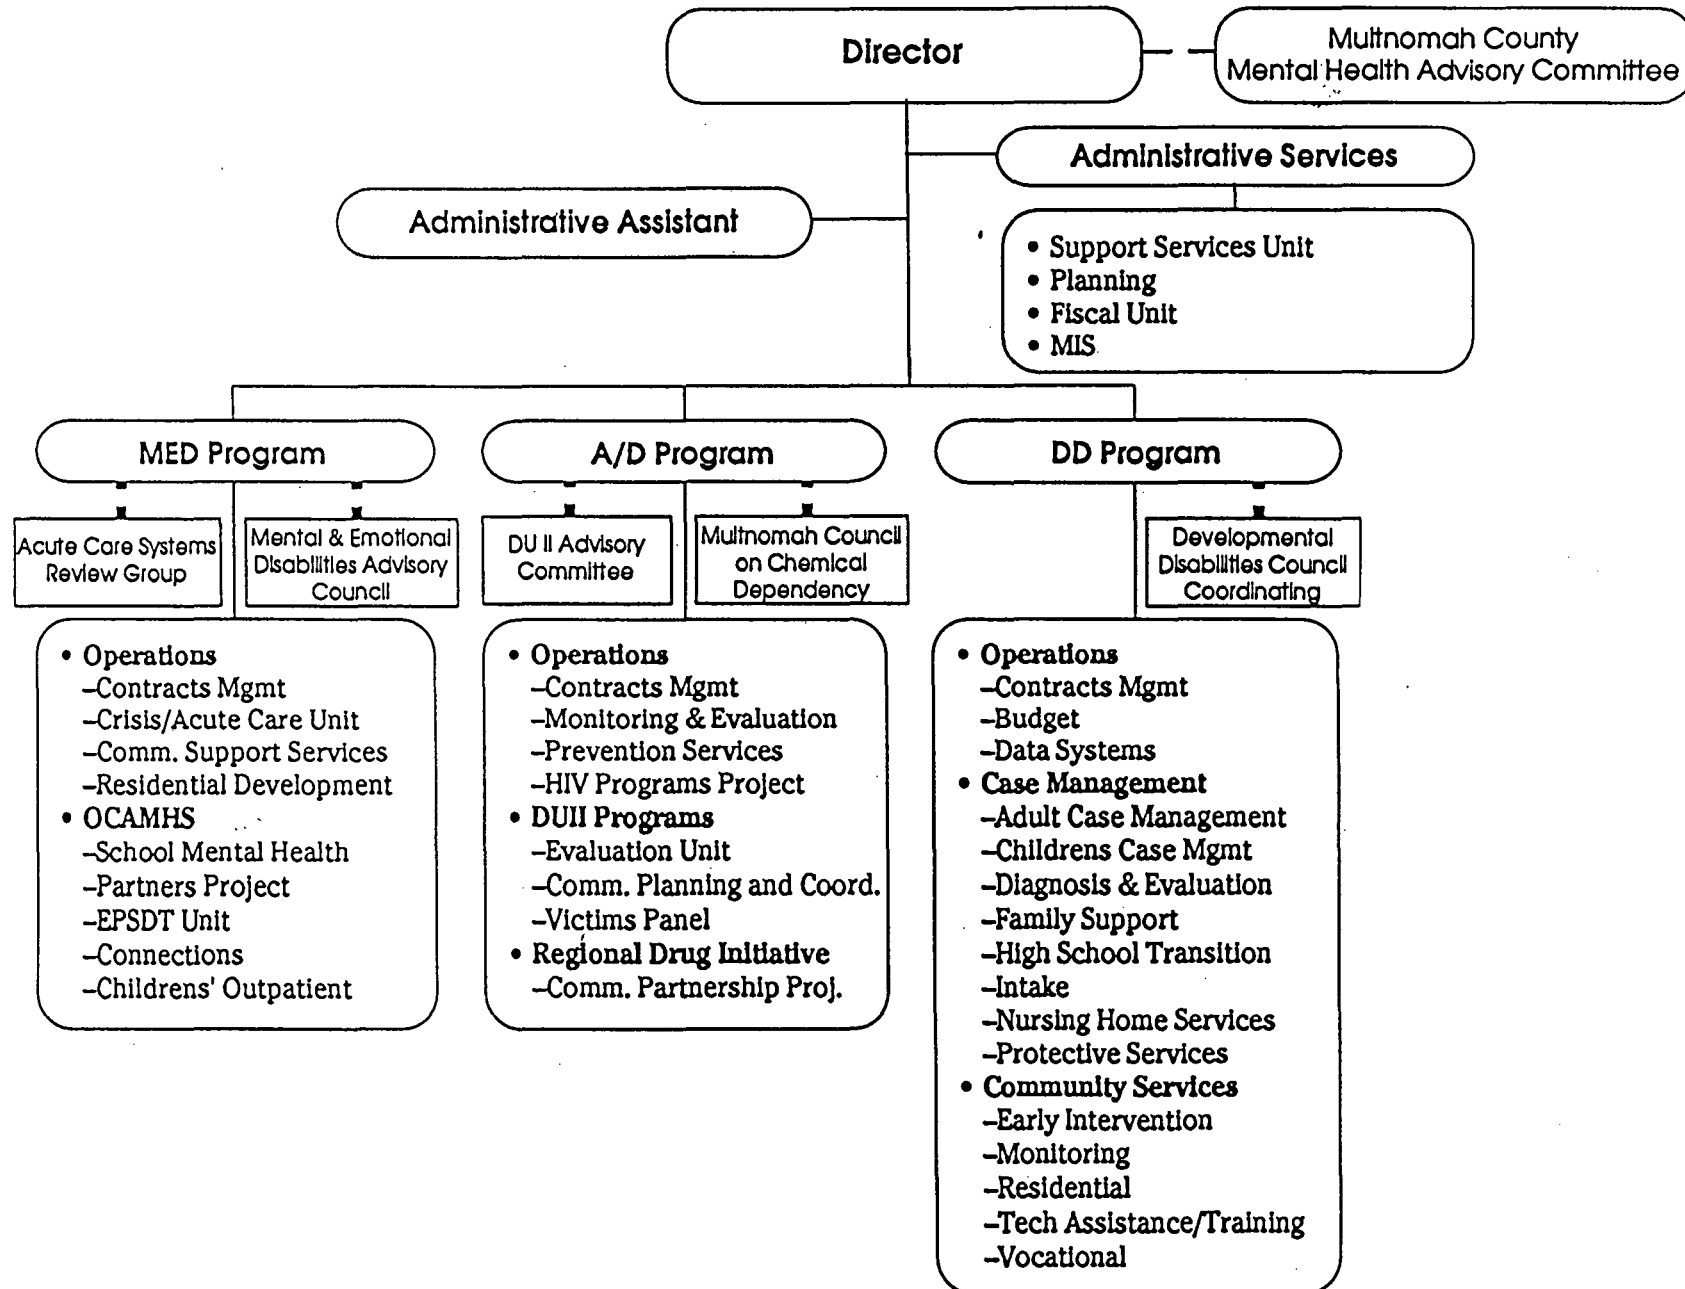 Director
Multnomah County
Mental Health Advisory Committee
Administrative Services
Administrative Assistant
• Support Services Unit
• Planning
• Fiscal Unit
• MIS
MED Program
A/D Program
DD Program
Acute Care Systems
Review Group
Mental & Emotional
Disabilities Advisory
Council
DU II Advisory
Committee
Multnomah Council
on Chemical
Dependency
Developmental
Disabilities Council
Coordinating
• Operations
–Contracts Mgmt
–Crisis/Acute Care Unit
–Comm. Support Services
–Residential Development
• OCAMHS
–School Mental Health
–Partners Project
–EPSDT Unit
–Connections
–Childrens' Outpatient
• Operations
–Contracts Mgmt
–Monitoring & Evaluation
–Prevention Services
–HIV Programs Project
• DUII Programs
–Evaluation Unit
–Comm. Planning and Coord.
–Victims Panel
• Regional Drug Initiative
–Comm. Partnership Proj.
• Operations
–Contracts Mgmt
–Budget
–Data Systems
• Case Management
–Adult Case Management
–Childrens Case Mgmt
–Diagnosis & Evaluation
–Family Support
–High School Transition
–Intake
–Nursing Home Services
–Protective Services
• Community Services
–Early Intervention
–Monitoring
–Residential
–Tech Assistance/Training
–Vocational